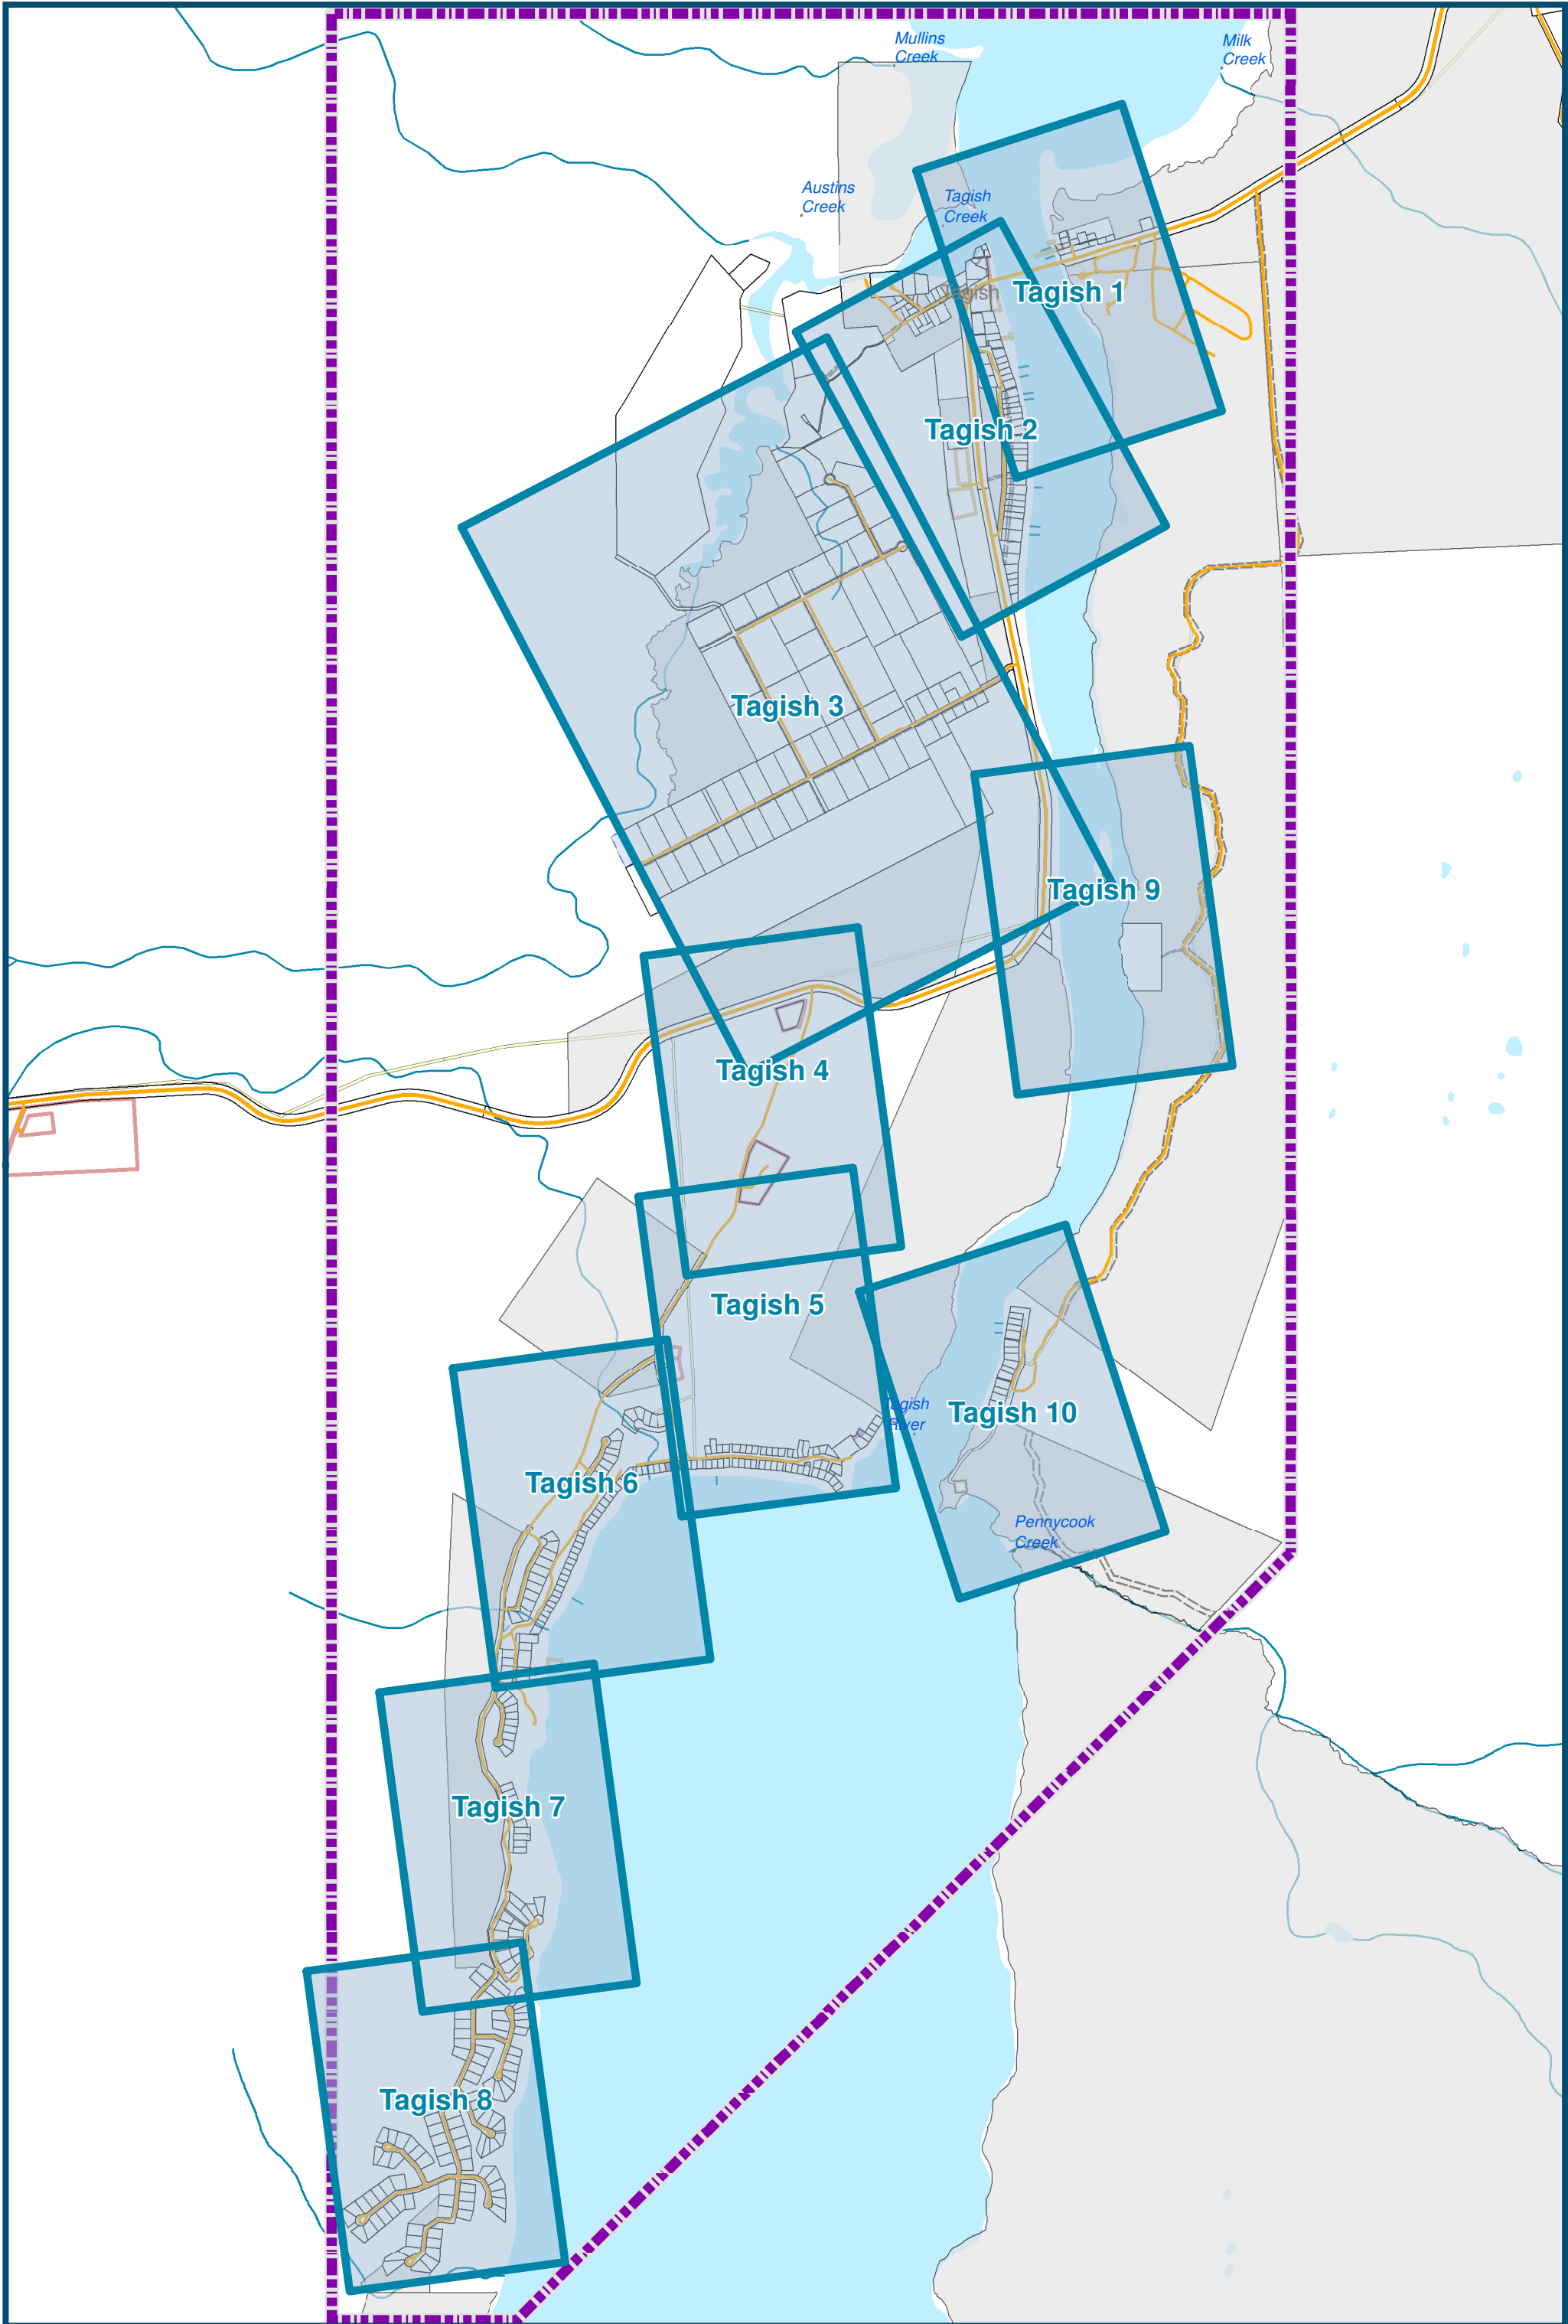 Mullins
Creek
Milk
Creek
Austins
Creek
Tagish
Creek
Tagish
Tagish 1
Tagish 2
Tagish 3
Tagish 9
Tagish 4
Tagish 5
Tagish
River
Tagish 10
Tagish 6
Pennycook
Creek
Tagish 7
Tagish 8